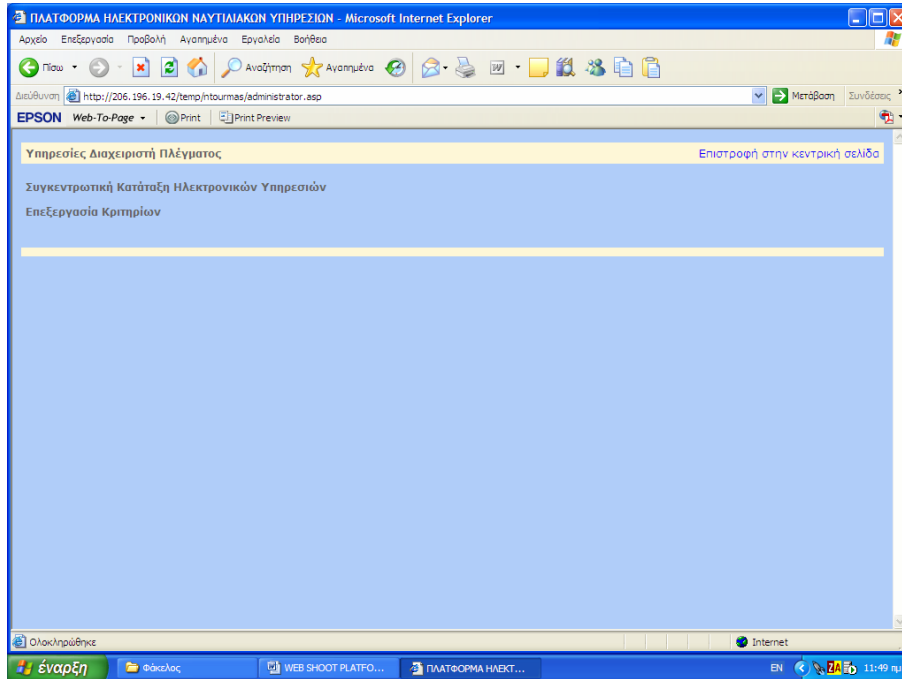 ΠΛΑΤΦΟΡΜΑ ΗΛΕΚΤΡΟΝΙΚΩΝ ΝΑΥΤΙΛΙΑΚΩΝ ΥΠΗΡΕΣΙΩΝ - Microsoft Internet Explorer
Αρχείο Επεξεργασία Προβολή Αγαπημένα Εργαλεία Βοήθεια
Πίσω Αναζήτηση Αγαπημένα
Διεύθυνση http://206.196.19.42/temp/ntourmas/administrator.asp Μετάβαση Συνδέσεις
EPSON Web-To-Page Print Print Preview
Υπηρεσίες Διαχειριστή Πλέγματος Επιστροφή στην κεντρική σελίδα
Συγκεντρωτική Κατάταξη Ηλεκτρονικών Υπηρεσιών
Επεξεργασία Κριτηρίων
Ολοκληρώθηκε Internet
έναρξη Φάκελος WEB SHOOT PLATFO... ΠΛΑΤΦΟΡΜΑ ΗΛΕΚΤ... EN 11:49 πμ